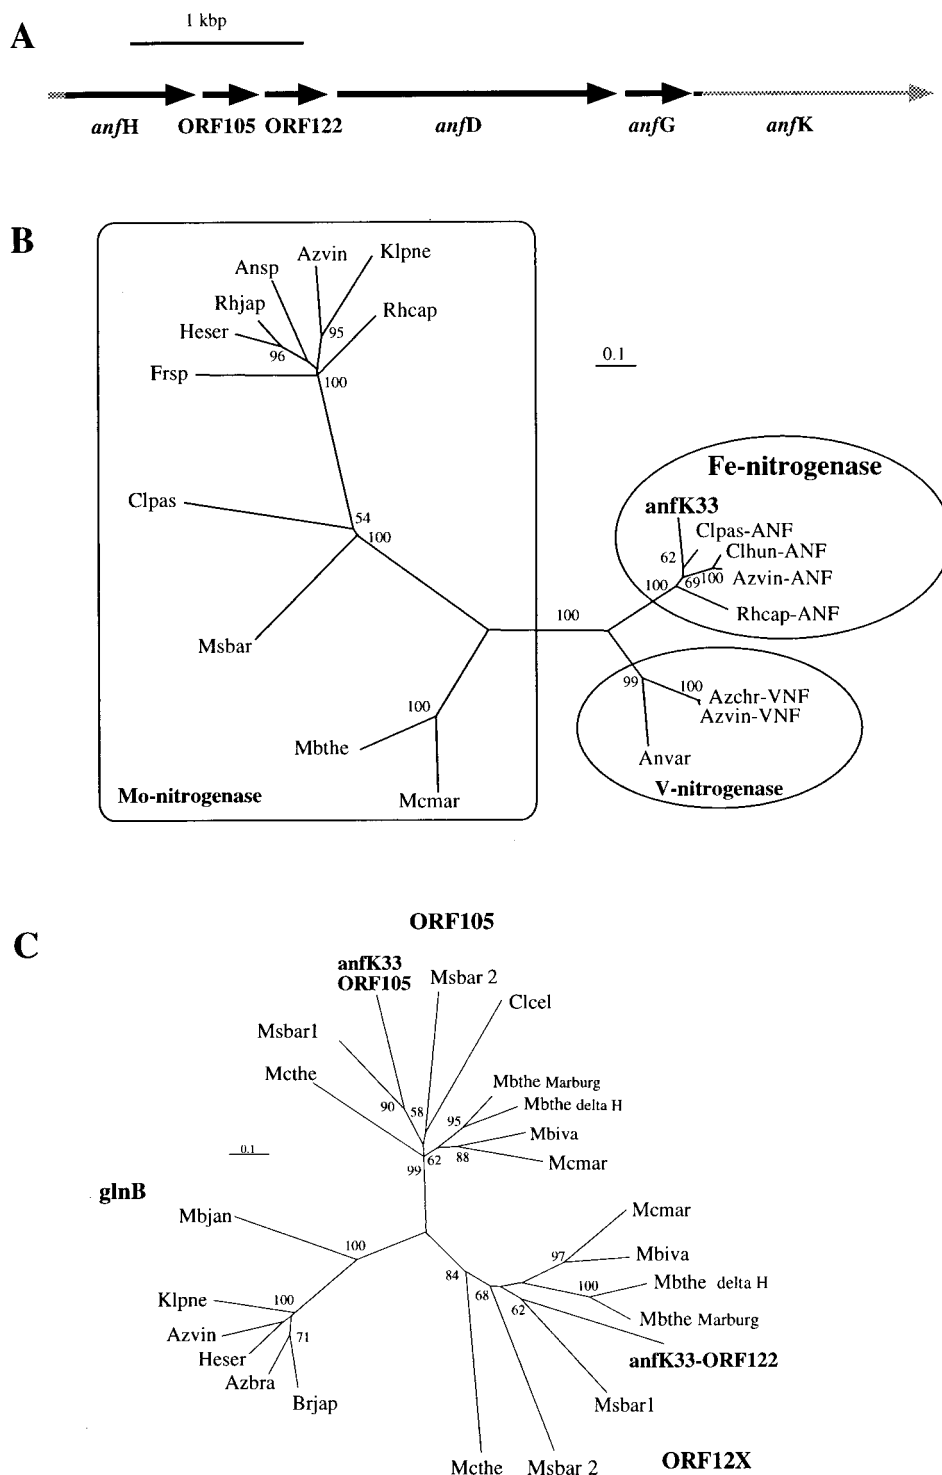 A
1 kbp
anfH ORF105 ORF122 anfD anfG anfK
B
Azvin
Klpne
Ansp
Rhjap
Rhcap
Heser
95
96
Frsp
100
0.1
Clpas
54
100
Msbar
100
Mbthe
Mcmar
Mo-nitrogenase
100
Fe-nitrogenase
anfK33
Clpas-ANF
62
Clhun-ANF
100
69
100
Azvin-ANF
Rhcap-ANF
99
100
Azchr-VNF
Azvin-VNF
Anvar
V-nitrogenase
C
ORF105
anfK33
ORF105
Msbar 2
Clcel
Msbar1
Mcthe
Mbthe Marburg
Mbthe delta H
90
58
95
Mbiva
Mcmar
62
88
99
0.1
glnB
Mbjan
100
Klpne
100
Azvin
71
Heser
Azbra
Brjap
Mcmar
97
Mbiva
84
Mbthe delta H
100
68
Mbthe Marburg
62
anfK33-ORF122
Msbar1
Mcthe
Msbar 2
ORF12X